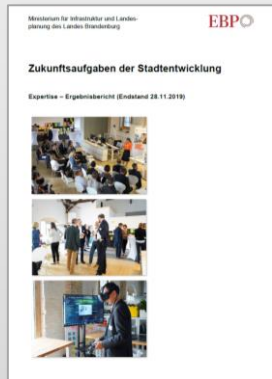 Ministerium für Infrastruktur und Landes-
planung des Landes Brandenburg
EBP
Zukunftsaufgaben der Stadtentwicklung
Expertise – Ergebnisbericht (Endstand 28.11.2019)